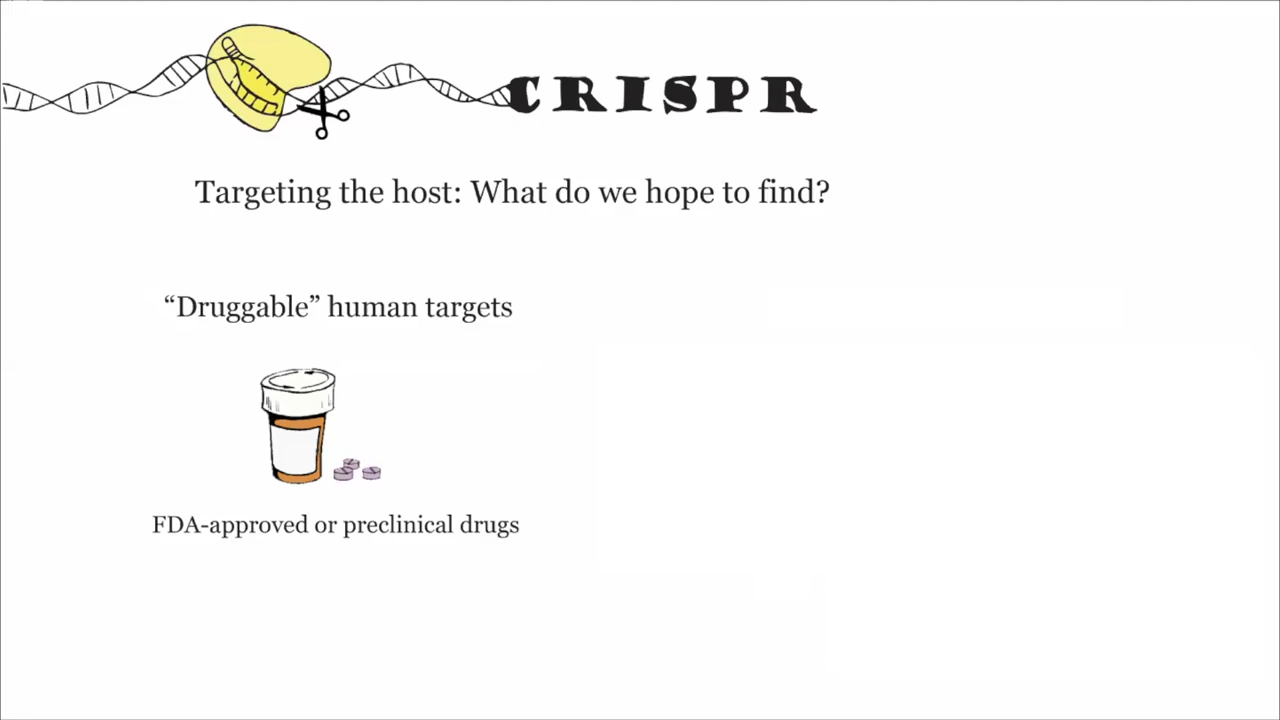 CRISPR
Targeting the host: What do we hope to find?
“Druggable” human targets
FDA-approved or preclinical drugs